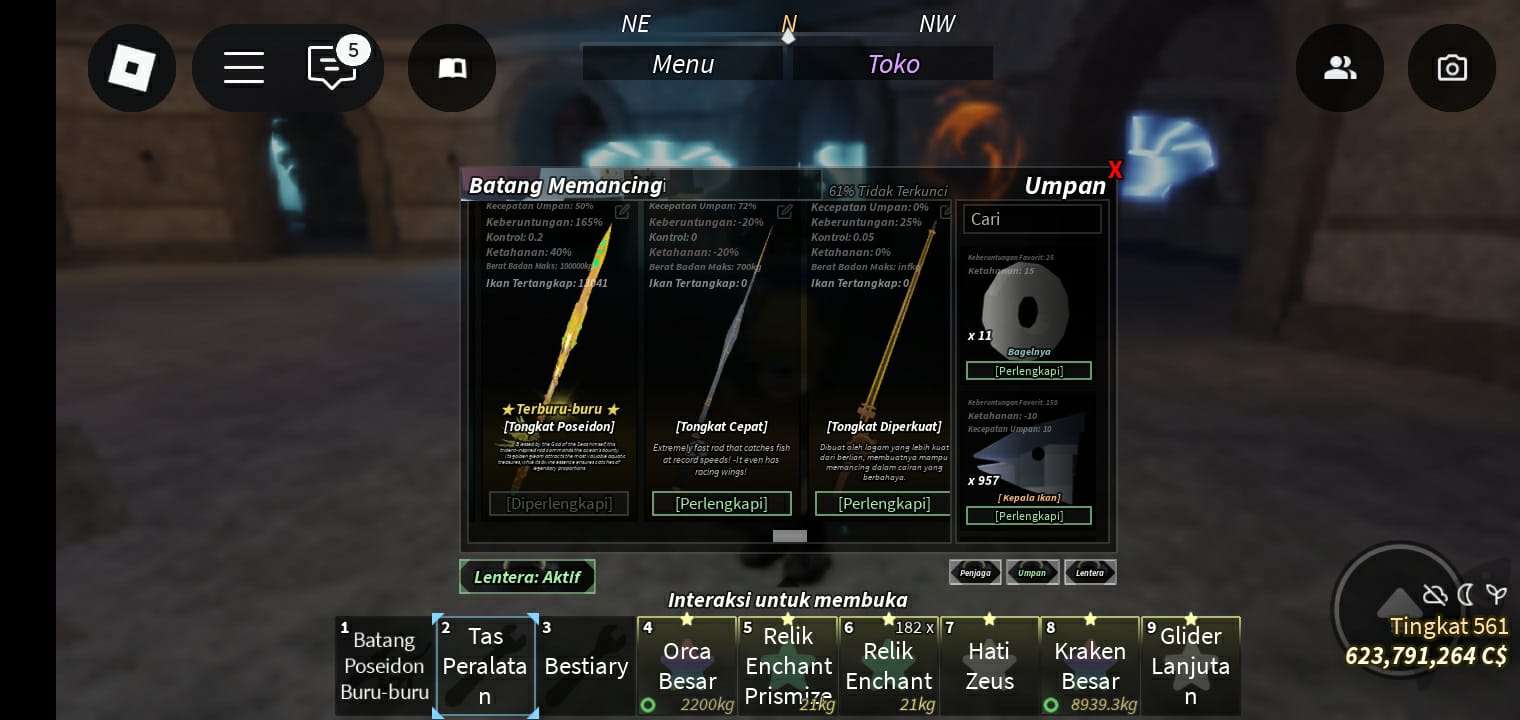 NE N NW
5
Menu Toko
Batang Memancing
61% Tidak Terkunci
Umpan
X
Kecepatan Umpan: 50%
Keberuntungan: 165%
Kontrol: 0.2
Ketahanan: 40%
Berat Badan Maks: 100000kg
Ikan Tertangkap: 13041
★ Terburu-buru ★
[Tongkat Poseidon]
[Diperlengkapi]
Kecepatan Umpan: 72%
Keberuntungan: -20%
Kontrol: 0
Ketahanan: -20%
Berat Badan Maks: 700kg
Ikan Tertangkap: 0
[Tongkat Cepat]
Extremely fast rod that catches fish
at record speeds! -It even has
racing wings!
[Perlengkapi]
Kecepatan Umpan: 0%
Keberuntungan: 25%
Kontrol: 0.05
Ketahanan: 0%
Berat Badan Maks: infkg
Ikan Tertangkap: 0
[Tongkat Diperkuat]
Dibuat oleh logam yang lebih kuat
dari berlian, membuatnya mampu
memancing dalam cairan yang
berbahaya.
[Perlengkapi]
Cari
Keberuntungan Favorit: 25
Ketahanan: 15
x 11
Bagelnya
[Perlengkapi]
Keberuntungan Favorit: 150
Ketahanan: -10
Kecepatan Umpan: 10
x 957
[Kepala Ikan]
[Perlengkapi]
Lentera: Aktif
Penjaga Umpan Lentera
Interaksi untuk membuka
1
Batang
Poseidon
Buru-buru
2
Tas
Peralata
n
3
Bestiary
4
Orca
Besar
2200kg
5
Relik
Enchant
Prismize
21kg
6 182 x
Relik
Enchant
21kg
7
Hati
Zeus
8
Kraken
Besar
8939.3kg
9
Glider
Lanjuta
n
Tingkat 561
623,791,264 C$